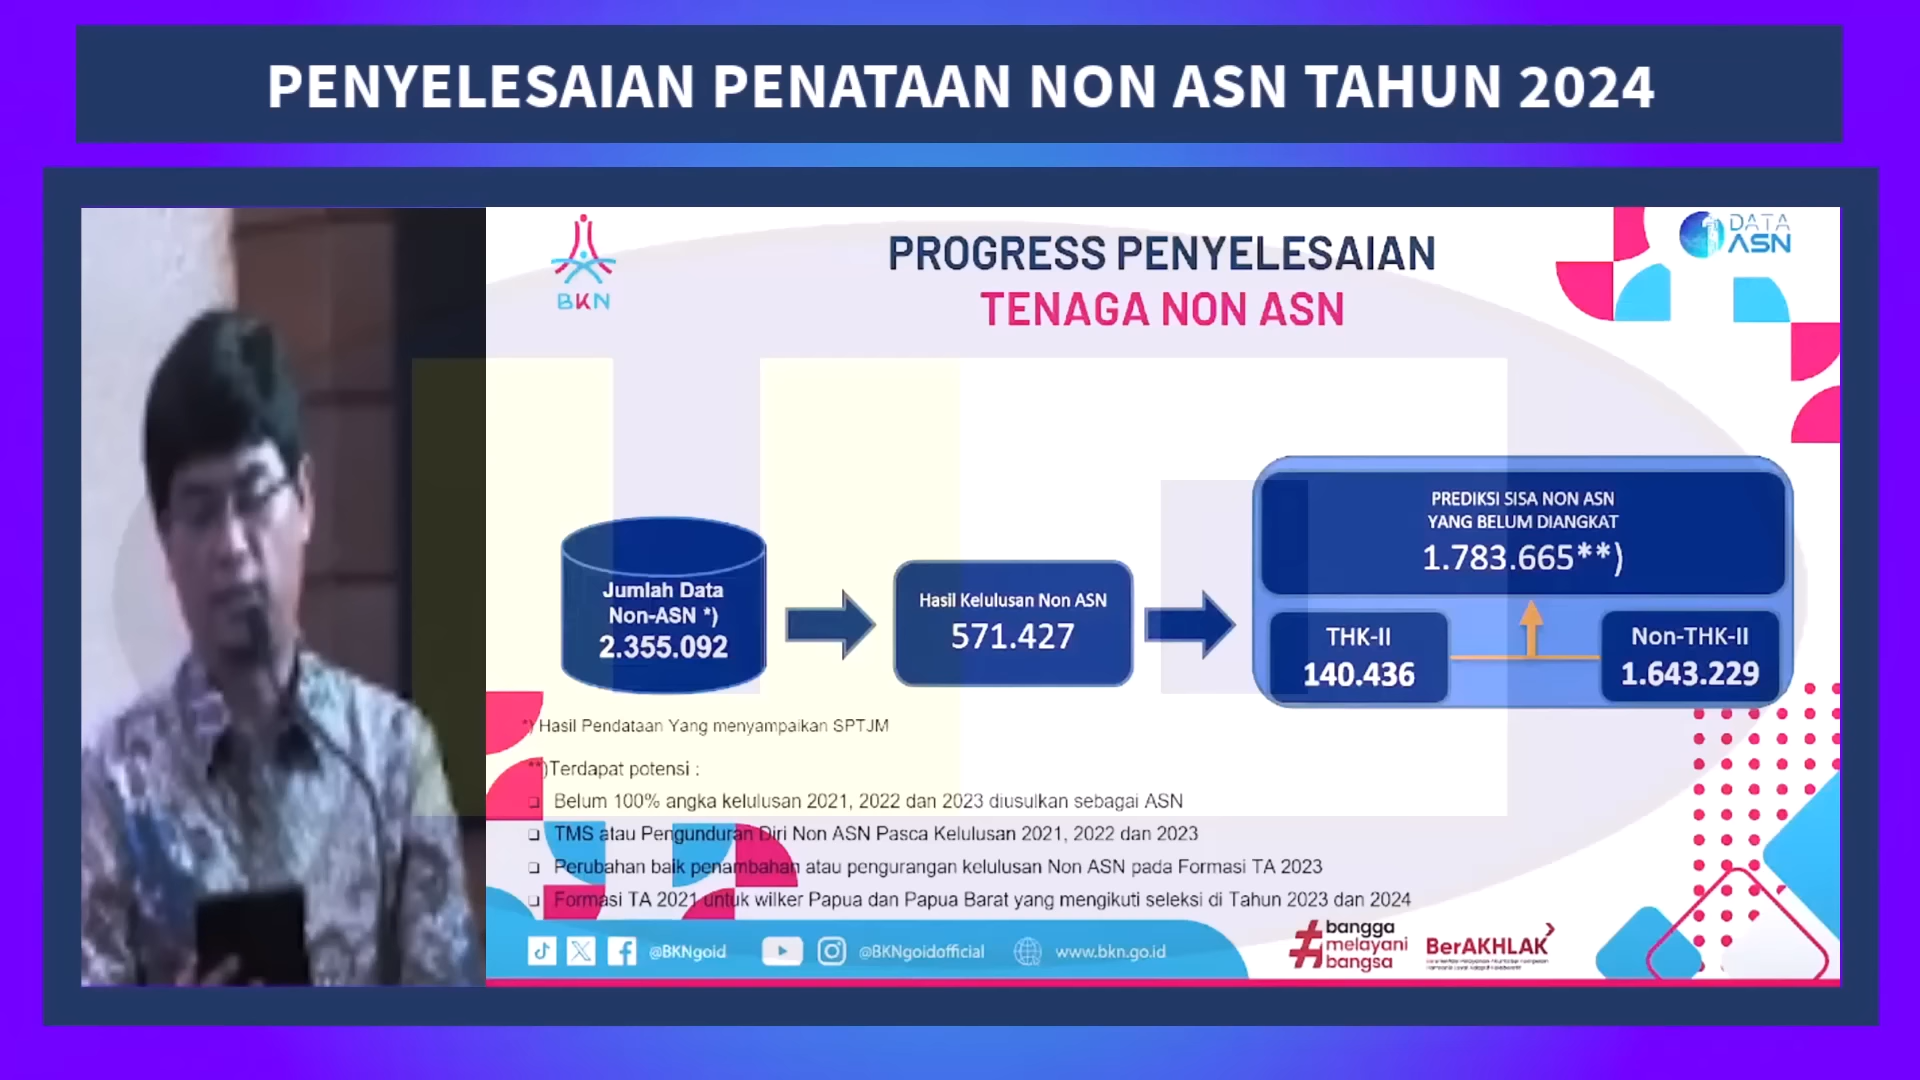 PENYELESAIAN PENATAAN NON ASN TAHUN 2024
BKN
PROGRESS PENYELESAIAN
TENAGA NON ASN
DATA
ASN
Jumlah Data
Non-ASN *)
2.355.092
Hasil Kelulusan Non ASN
571.427
PREDIKSI SISA NON ASN
YANG BELUM DIANGKAT
1.783.665**)
THK-II
140.436
Non-THK-II
1.643.229
*) Hasil Pendataan Yang menyampaikan SPTJM
**)Terdapat potensi :
Belum 100% angka kelulusan 2021, 2022 dan 2023 diusulkan sebagai ASN
TMS atau Pengunduran Diri Non ASN Pasca Kelulusan 2021, 2022 dan 2023
Perubahan baik penambahan atau pengurangan kelulusan Non ASN pada Formasi TA 2023
Formasi TA 2021 untuk wilker Papua dan Papua Barat yang mengikuti seleksi di Tahun 2023 dan 2024
@BKNgoid
@BKNgoidofficial
www.bkn.go.id
#bangga
melayani
bangsa
BerAKHLAK